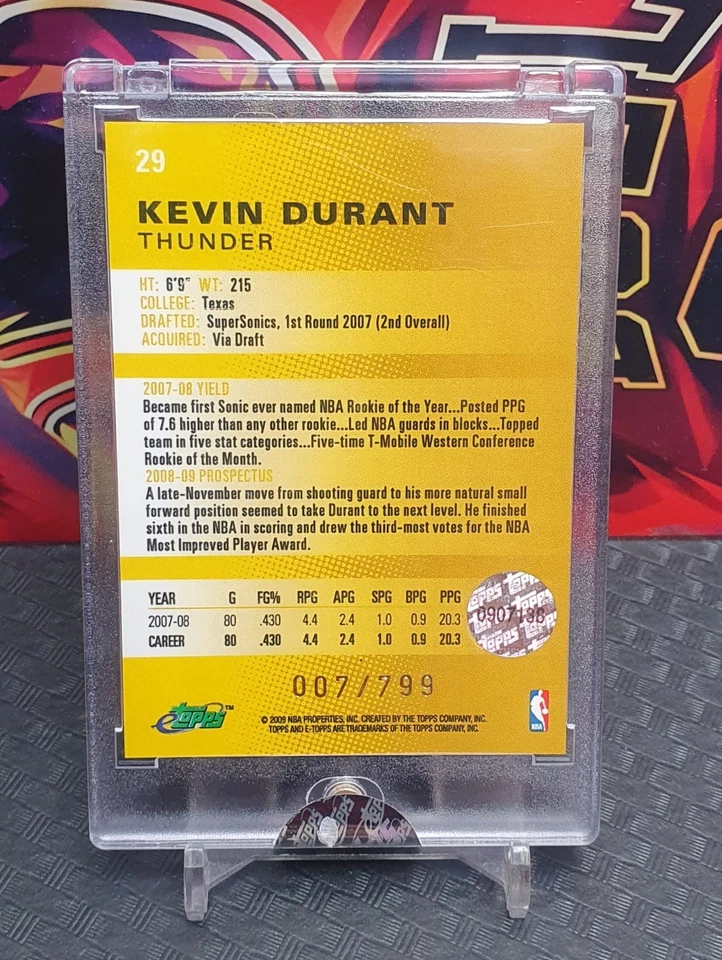 29
KEVIN DURANT
THUNDER
HT: 6'9" WT: 215
COLLEGE: Texas
DRAFTED: SuperSonics, 1st Round 2007 (2nd Overall)
ACQUIRED: Via Draft
2007-08 YIELD
Became first Sonic ever named NBA Rookie of the Year...Posted PPG
of 7.6 higher than any other rookie...Led NBA guards in blocks...Topped
team in five stat categories...Five-time T-Mobile Western Conference
Rookie of the Month.
2008-09 PROSPECTUS
A late-November move from shooting guard to his more natural small
forward position seemed to take Durant to the next level. He finished
sixth in the NBA in scoring and drew the third-most votes for the NBA
Most Improved Player Award.
YEAR G FG% RPG APG SPG BPG PPG
2007-08 80 .430 4.4 2.4 1.0 0.9 20.3
CAREER 80 .430 4.4 2.4 1.0 0.9 20.3
topps
0907138
007/799
etopps™
© 2009 NBA PROPERTIES, INC. CREATED BY THE TOPPS COMPANY, INC.
TOPPS AND E-TOPPS ARE TRADEMARKS OF THE TOPPS COMPANY, INC.
NBA
topps